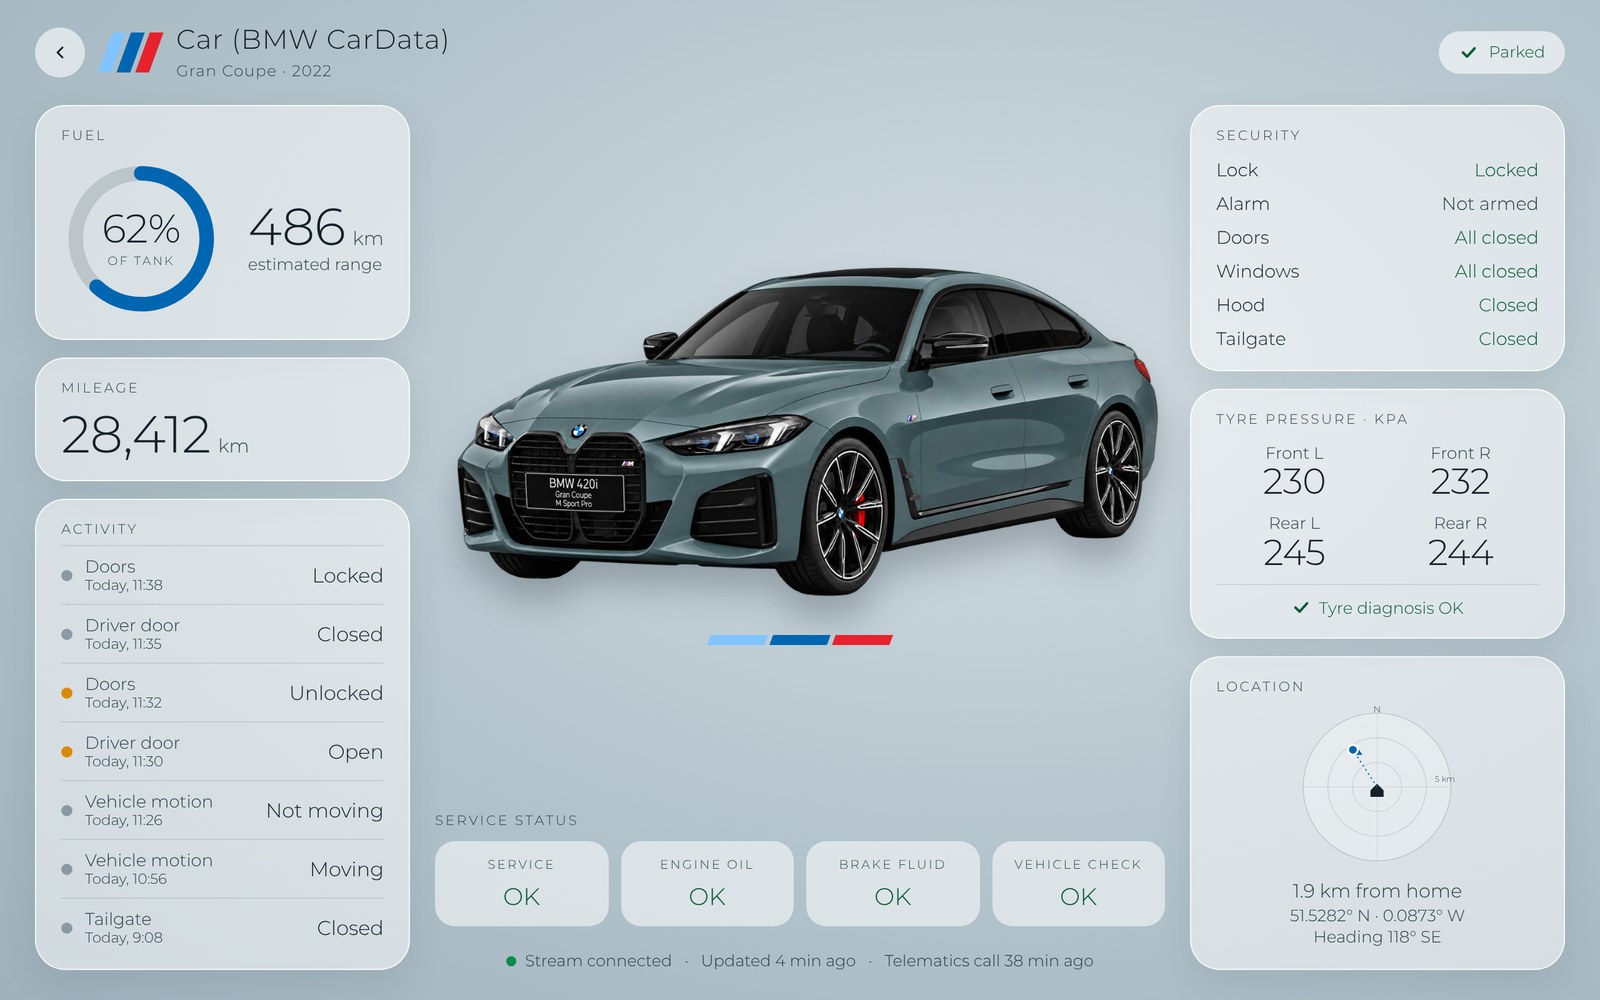 Car (BMW CarData)
Gran Coupe · 2022
Parked
FUEL
62%
OF TANK
486 km
estimated range
MILEAGE
28,412 km
ACTIVITY
Doors
Today, 11:38
Locked
Driver door
Today, 11:35
Closed
Doors
Today, 11:32
Unlocked
Driver door
Today, 11:30
Open
Vehicle motion
Today, 11:26
Not moving
Vehicle motion
Today, 10:56
Moving
Tailgate
Today, 9:08
Closed
BMW 420i
Gran Coupe
M Sport Pro
SERVICE STATUS
SERVICE
OK
ENGINE OIL
OK
BRAKE FLUID
OK
VEHICLE CHECK
OK
Stream connected · Updated 4 min ago · Telematics call 38 min ago
SECURITY
Lock Locked
Alarm Not armed
Doors All closed
Windows All closed
Hood Closed
Tailgate Closed
TYRE PRESSURE · KPA
Front L Front R
230 232
Rear L Rear R
245 244
Tyre diagnosis OK
LOCATION
N
5 km
1.9 km from home
51.5282° N · 0.0873° W
Heading 118° SE